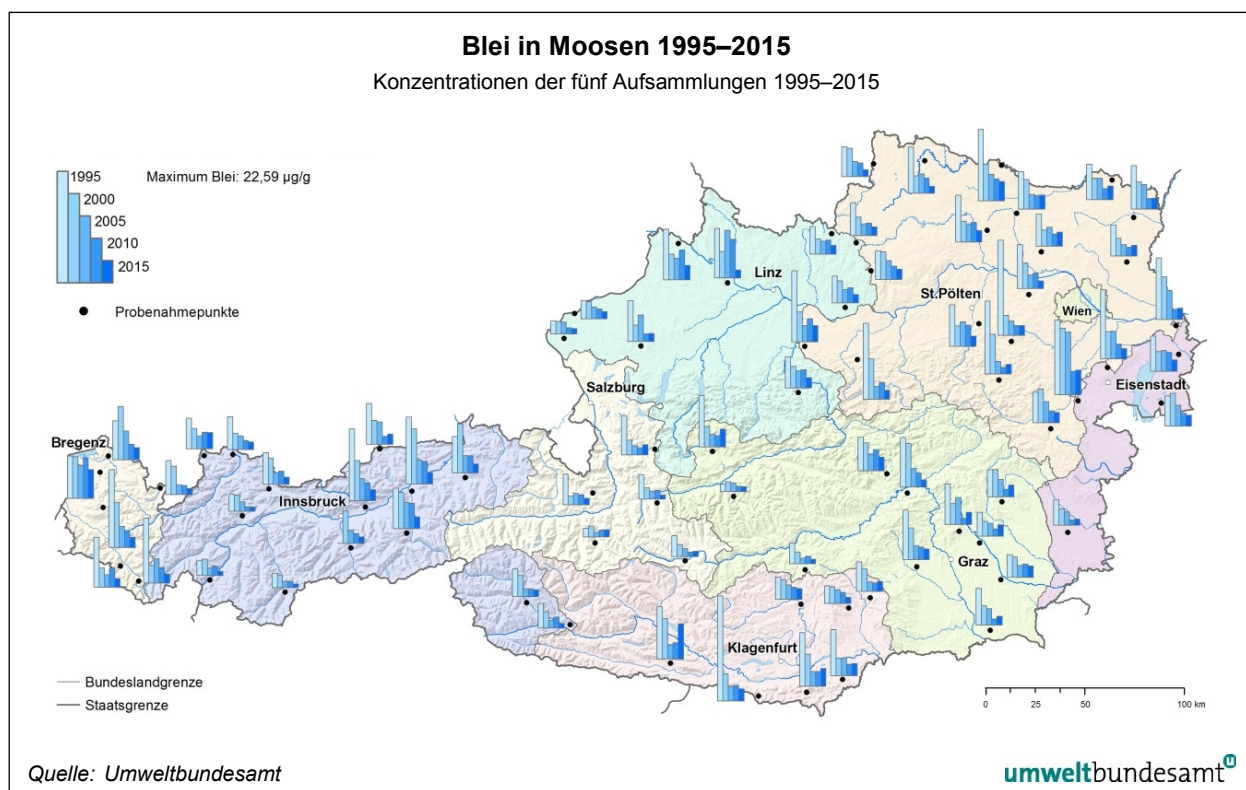 Blei in Moosen 1995–2015
Konzentrationen der fünf Aufsammlungen 1995–2015
1995
Maximum Blei: 22,59 µg/g
2000
2005
2010
2015
Probenahmepunkte
Linz
St.Pölten
Wien
Salzburg
Eisenstadt
Bregenz
Innsbruck
Graz
Klagenfurt
Bundeslandgrenze
Staatsgrenze
0 25 50 100 km
Quelle: Umweltbundesamt
umweltbundesamt u